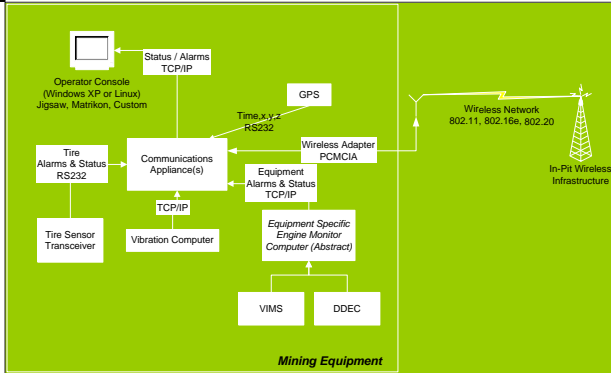 Status / Alarms
TCP/IP
Operator Console
(Windows XP or Linux)
Jigsaw, Matrikon, Custom
GPS
Time,x,y,z
RS232
Wireless Network
802.11, 802.16e, 802.20
Wireless Adapter
PCMCIA
In-Pit Wireless
Infrastructure
Tire
Alarms & Status
RS232
Communications
Appliance(s)
Equipment
Alarms & Status
TCP/IP
TCP/IP
Tire Sensor
Transceiver
Vibration Computer
Equipment Specific
Engine Monitor
Computer (Abstract)
VIMS
DDEC
Mining Equipment